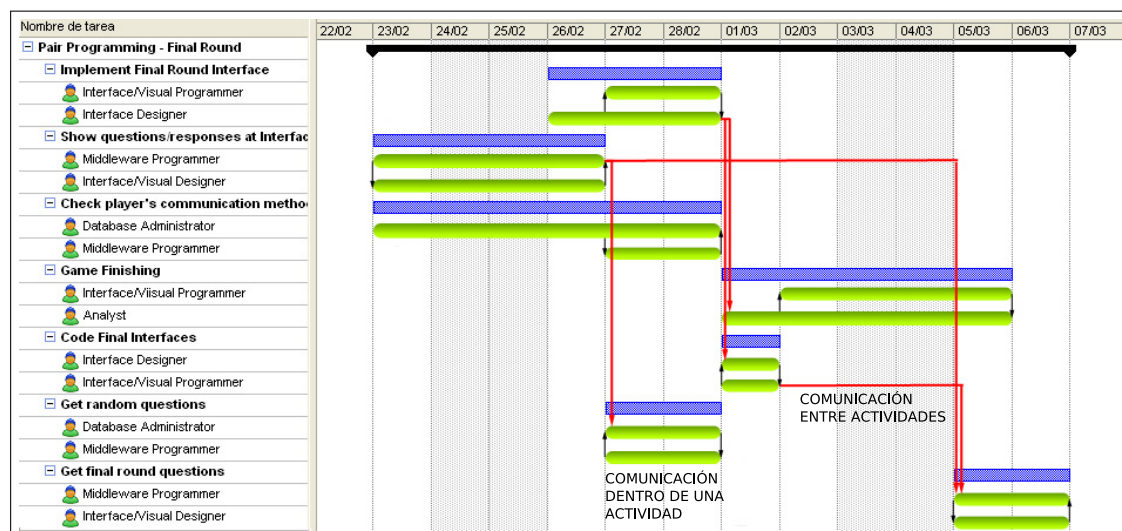 Nombre de tarea
22/02 23/02 24/02 25/02 26/02 27/02 28/02 01/03 02/03 03/03 04/03 05/03 06/03 07/03
Pair Programming - Final Round
Implement Final Round Interface
Interface/Visual Programmer
Interface Designer
Show questions/responses at Interfac
Middleware Programmer
Interface/Visual Designer
Check player's communication metho
Database Administrator
Middleware Programmer
Game Finishing
Interface/Viisual Programmer
Analyst
Code Final Interfaces
Interface Designer
Interface/Visual Programmer
Get random questions
Database Administrator
Middleware Programmer
Get final round questions
Middleware Programmer
Interface/Visual Designer
COMUNICACIÓN
ENTRE ACTIVIDADES
COMUNICACIÓN
DENTRO DE UNA
ACTIVIDAD